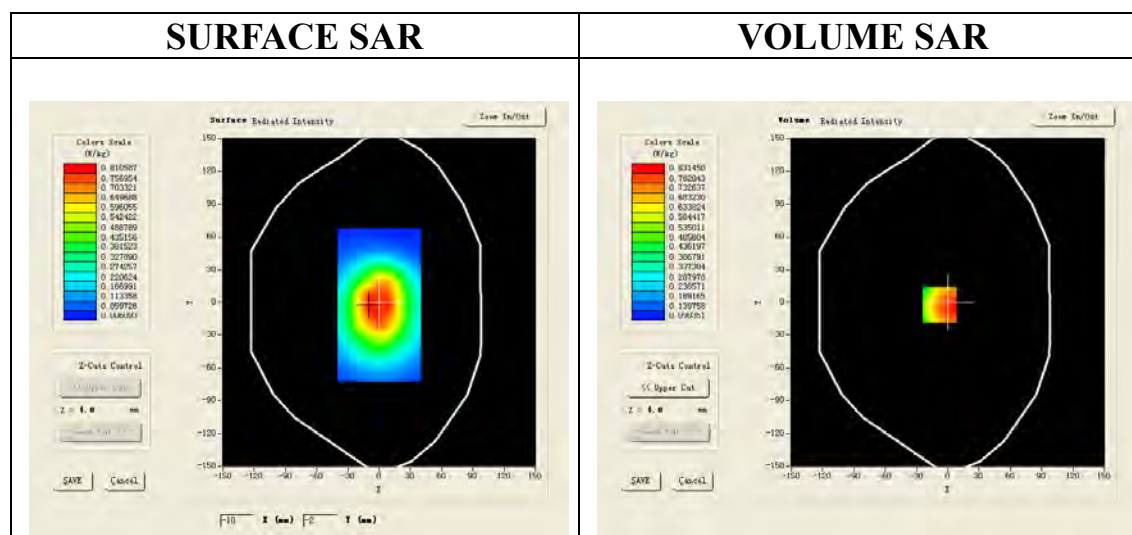 SURFACE SAR
VOLUME SAR
Surface Radiated Intensity
Zoom In/Out
Colors Scale
(W/kg)
0.810587
0.756954
0.703321
0.649688
0.596055
0.542422
0.488789
0.435156
0.381523
0.327890
0.274257
0.220624
0.166991
0.113358
0.059726
150
120
90
60
30
0
-30
-60
-90
-120
-150
-150 -120 -90 -60 -30 0 30 60 90 120 150
X
Z-Cuts Control
Z = 4.0 mm
SAVE Cancel
-10 X (mm) -2 Y (mm)
Volume Radiated Intensity
Zoom In/Out
Colors Scale
(W/kg)
0.831450
0.782043
0.732637
0.683230
0.633824
0.584417
0.535011
0.485604
0.436197
0.386791
0.337384
0.287978
0.238571
0.189165
0.139758
150
120
90
60
30
0
-30
-60
-90
-120
-150
-150 -120 -90 -60 -30 0 30 60 90 120 150
X
Z-Cuts Control
<< Upper Cut
Z = 4.0 mm
SAVE Cancel